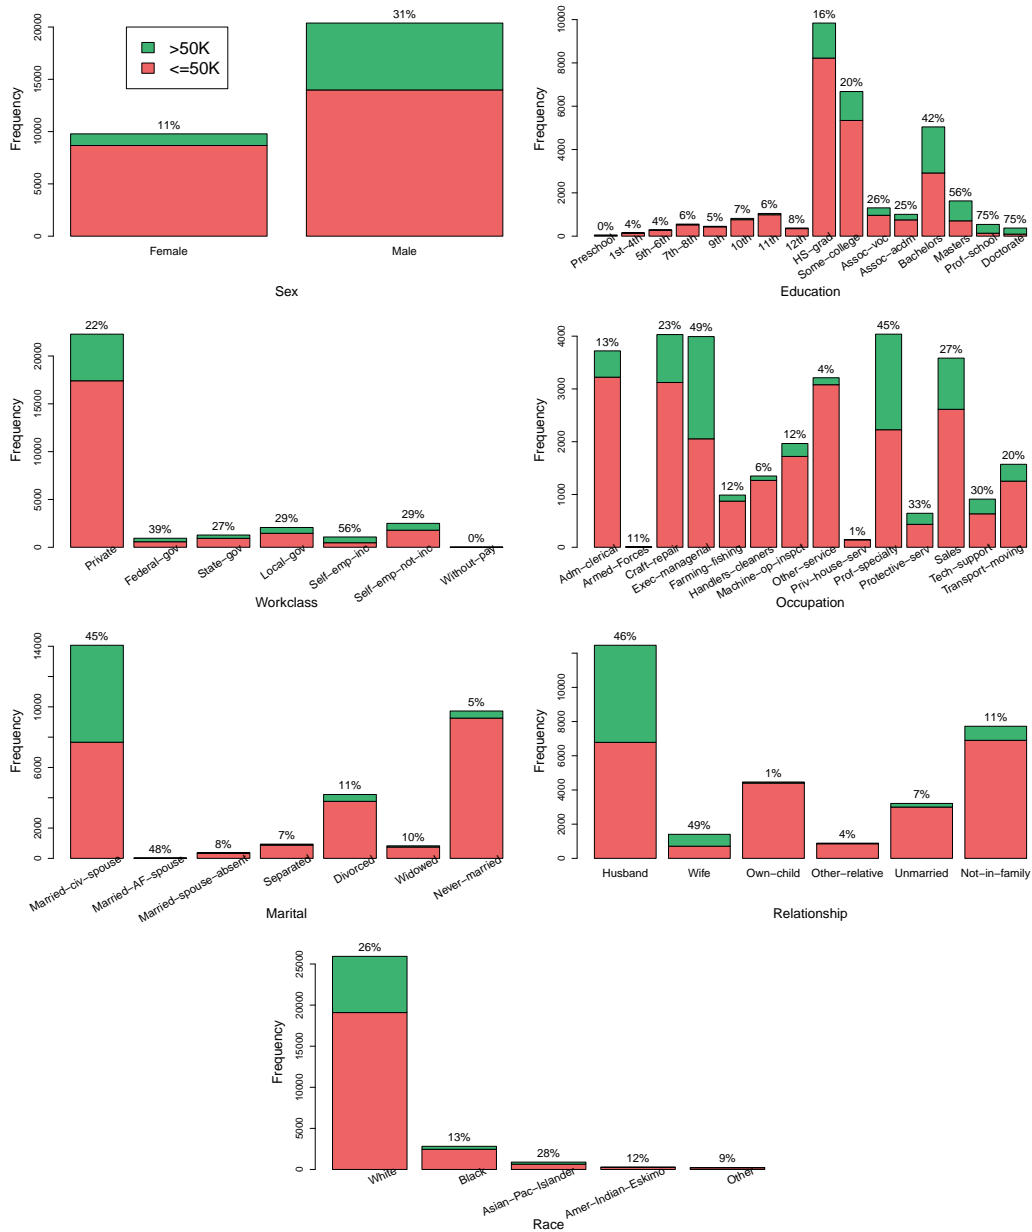 31%
>50K
<=50K
11%
Frequency
0
5000
10000
15000
20000
Female
Male
Sex
16%
20%
42%
56%
75%
75%
26%
25%
0%
4%
4%
6%
5%
7%
6%
8%
Frequency
0
2000
4000
6000
8000
10000
Preschool
1st−4th
5th−6th
7th−8th
9th
10th
11th
12th
HS−grad
Some−college
Assoc−voc
Assoc−acdm
Bachelors
Masters
Prof−school
Doctorate
Education
22%
39%
27%
29%
56%
29%
0%
Frequency
0
5000
10000
15000
20000
Private
Federal−gov
State−gov
Local−gov
Self−emp−inc
Self−emp−not−inc
Without−pay
Workclass
13%
11%
23%
49%
12%
6%
12%
4%
1%
45%
33%
27%
30%
20%
Frequency
0
1000
2000
3000
4000
Adm−clerical
Armed−Forces
Craft−repair
Exec−managerial
Farming−fishing
Handlers−cleaners
Machine−op−inspct
Other−service
Priv−house−serv
Prof−specialty
Protective−serv
Sales
Tech−support
Transport−moving
Occupation
45%
48%
8%
7%
11%
10%
5%
Frequency
0
2000
4000
6000
10000
14000
Married−civ−spouse
Married−AF−spouse
Married−spouse−absent
Separated
Divorced
Widowed
Never−married
Marital
46%
49%
1%
4%
7%
11%
Frequency
0
2000
4000
6000
8000
10000
Husband
Wife
Own−child
Other−relative
Unmarried
Not−in−family
Relationship
26%
13%
28%
12%
9%
Frequency
0
5000
10000
15000
20000
25000
White
Black
Asian−Pac−Islander
Amer−Indian−Eskimo
Other
Race